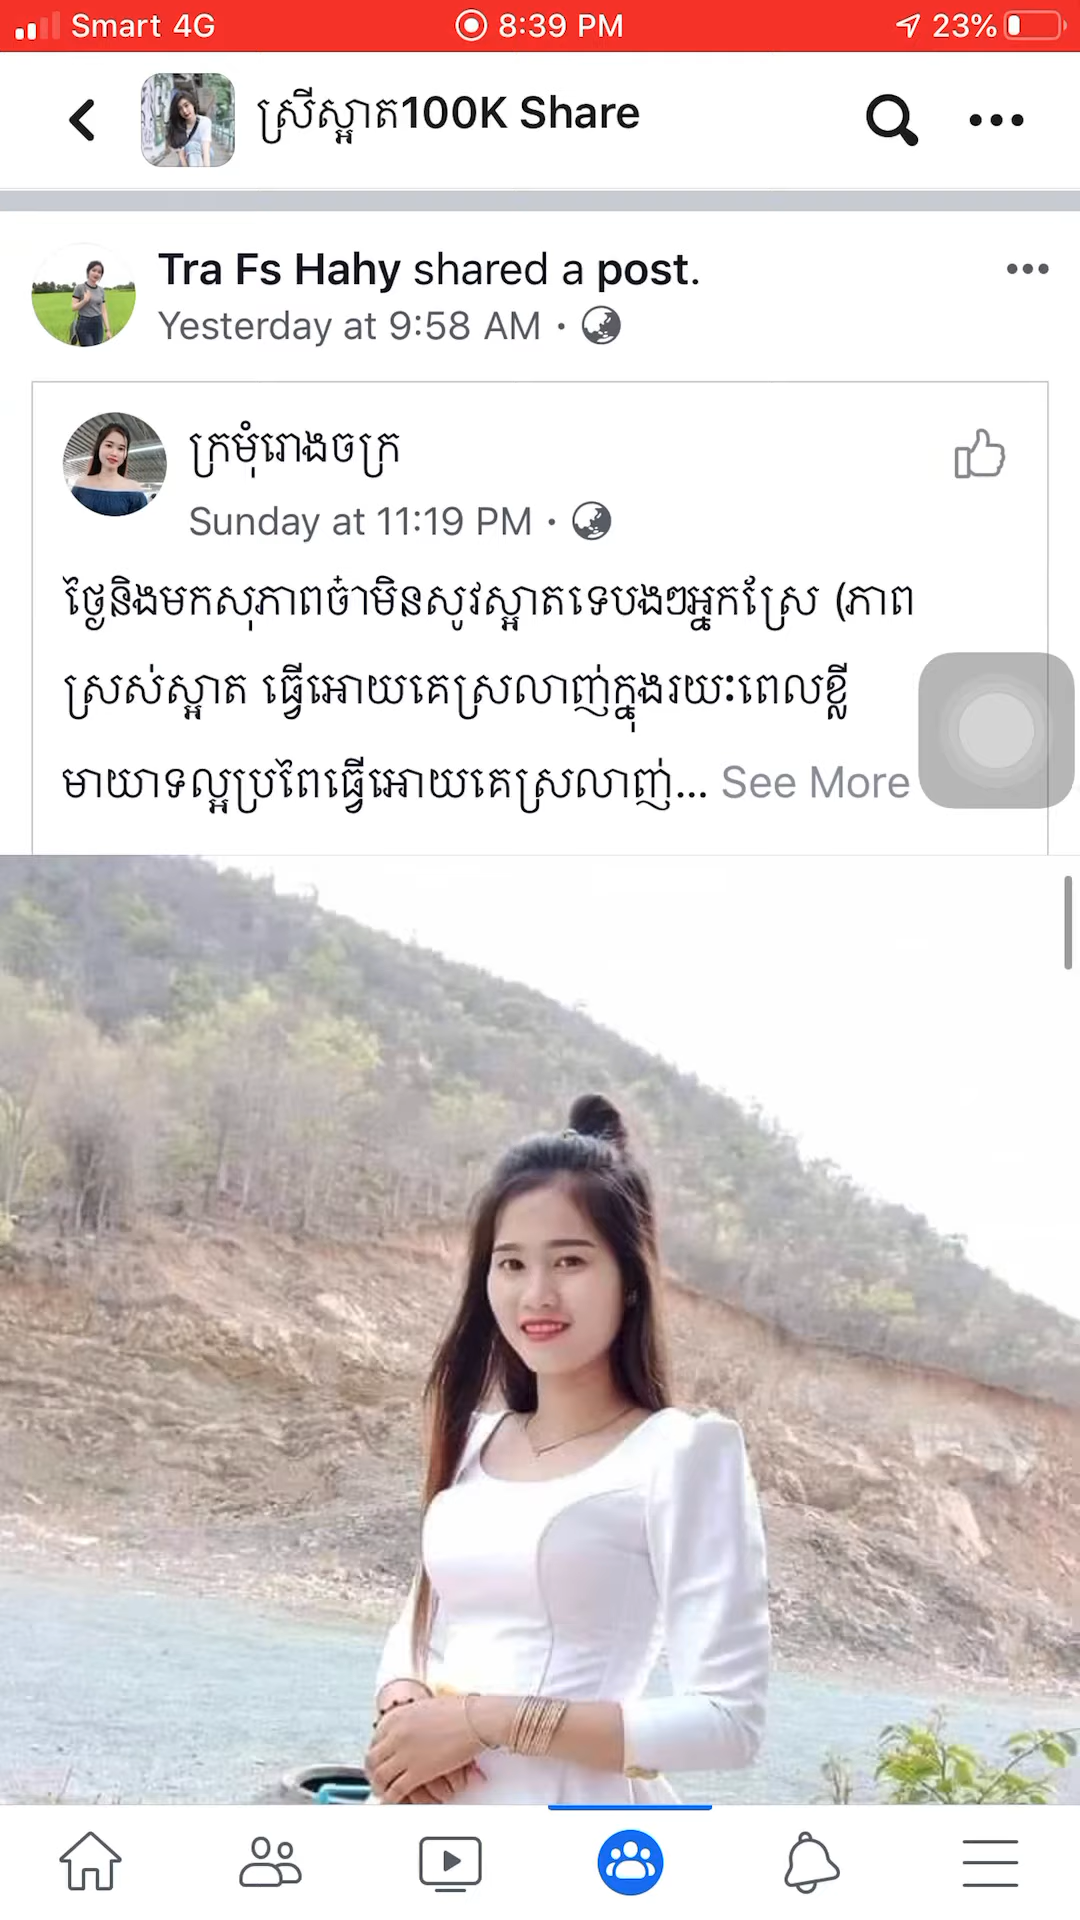 Smart 4G 8:39 PM 23%
ស្រីស្អាត100K Share
Tra Fs Hahy shared a post.
Yesterday at 9:58 AM ·
ក្រមុំរោងចក្រ
Sunday at 11:19 PM ·
ថ្ងៃនិងមកសុភាពច៎ាមិនសូវស្អាតទេបងៗអ្នកស្រែ (ភាព
ស្រស់ស្អាត ធ្វើអោយគេស្រលាញ់ក្នុងរយះពេលខ្លី
មាយាទល្អប្រពៃធ្វើអោយគេស្រលាញ់... See More